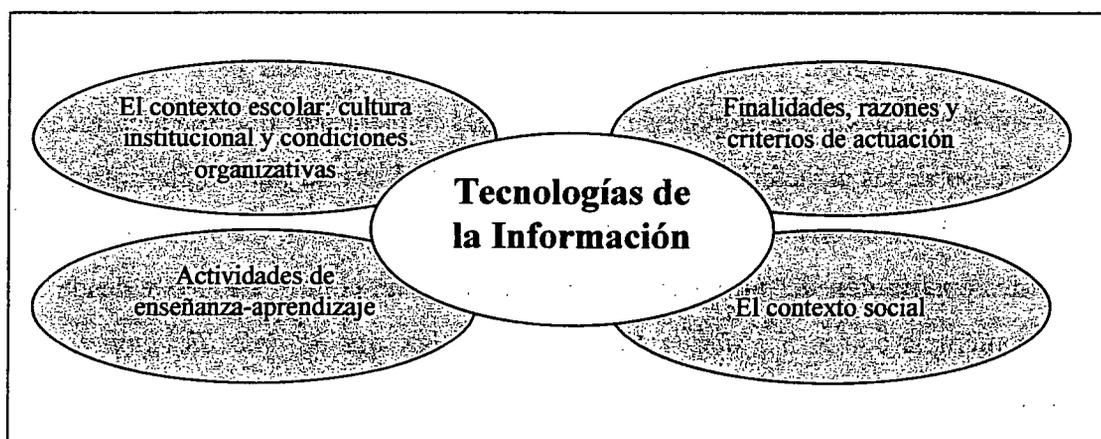 El contexto escolar: cultura
institucional y condiciones
organizativas
Finalidades, razones y
criterios de actuación
Tecnologías de
la Información
Actividades de
enseñanza-aprendizaje
El contexto social